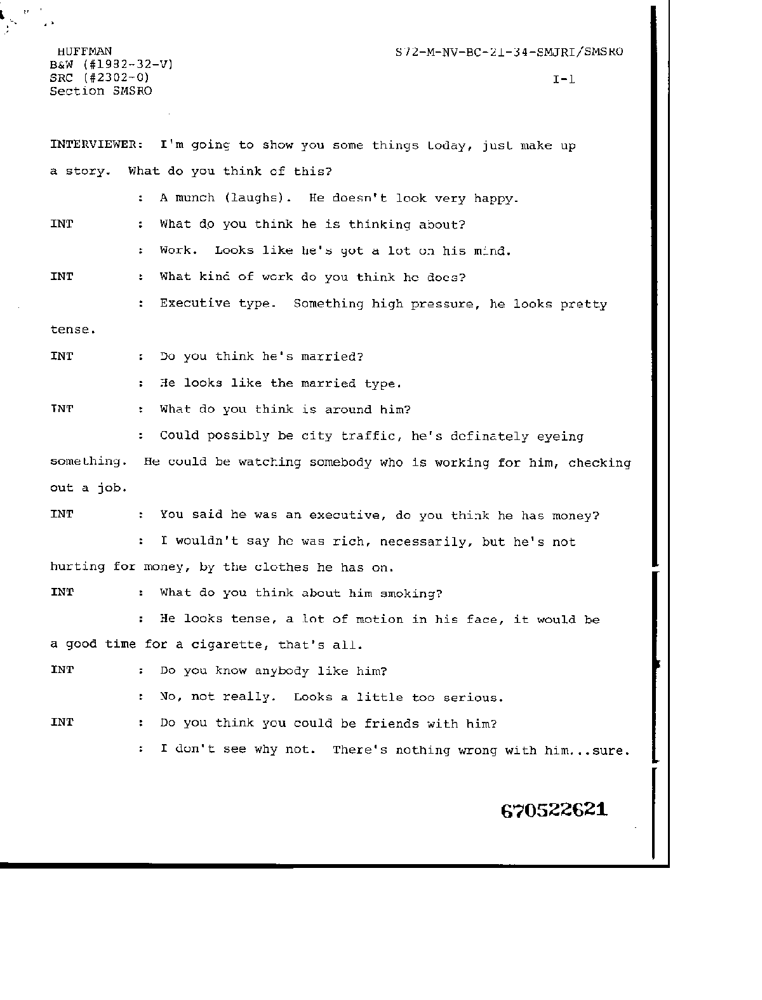 HUFFMAN S72-M-NV-BC-21-34-SMJRI/SMSRO
B&W (#1982-32-V)
SRC (#2302-0) I-1
Section SMSRO
INTERVIEWER: I'm going to show you some things today, just make up
a story. What do you think of this?
: A munch (laughs). He doesn't look very happy.
INT : What do you think he is thinking about?
: Work. Looks like he's got a lot on his mind.
INT : What kind of work do you think he does?
: Executive type. Something high pressure, he looks pretty
tense.
INT : Do you think he's married?
: He looks like the married type.
INT : What do you think is around him?
: Could possibly be city traffic, he's definately eyeing
something. He could be watching somebody who is working for him, checking
out a job.
INT : You said he was an executive, do you think he has money?
: I wouldn't say he was rich, necessarily, but he's not
hurting for money, by the clothes he has on.
INT : What do you think about him smoking?
: He looks tense, a lot of motion in his face, it would be
a good time for a cigarette, that's all.
INT : Do you know anybody like him?
: No, not really. Looks a little too serious.
INT : Do you think you could be friends with him?
: I don't see why not. There's nothing wrong with him...sure.
670522621